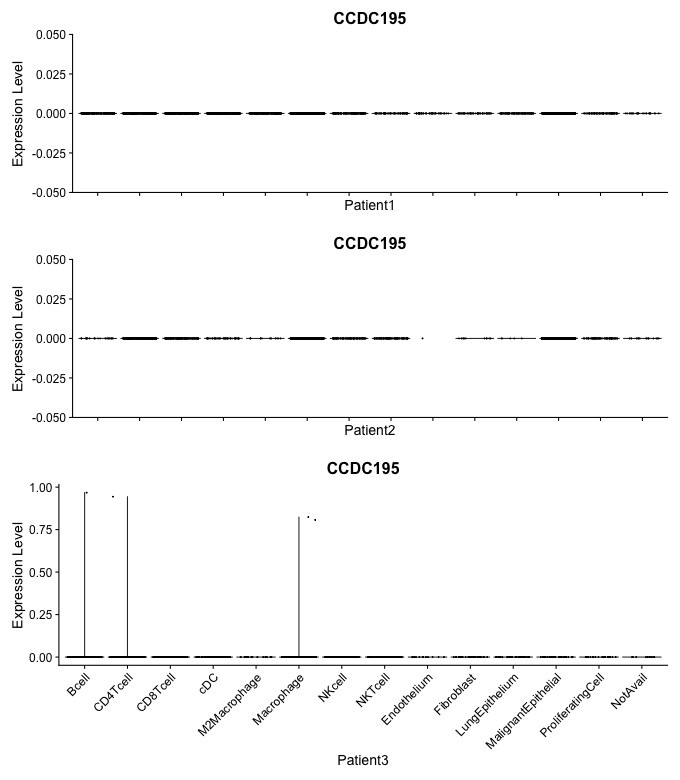 CCDC195
0.050
0.025
0.000
-0.025
-0.050
Expression Level
Patient1
CCDC195
0.050
0.025
0.000
-0.025
-0.050
Expression Level
Patient2
CCDC195
1.00
0.75
0.50
0.25
0.00
Expression Level
Bcell
CD4Tcell
CD8Tcell
cDC
M2Macrophage
Macrophage
NKcell
NKTcell
Endothelium
Fibroblast
LungEpithelium
MalignantEpithelial
ProliferatingCell
NotAvail
Patient3